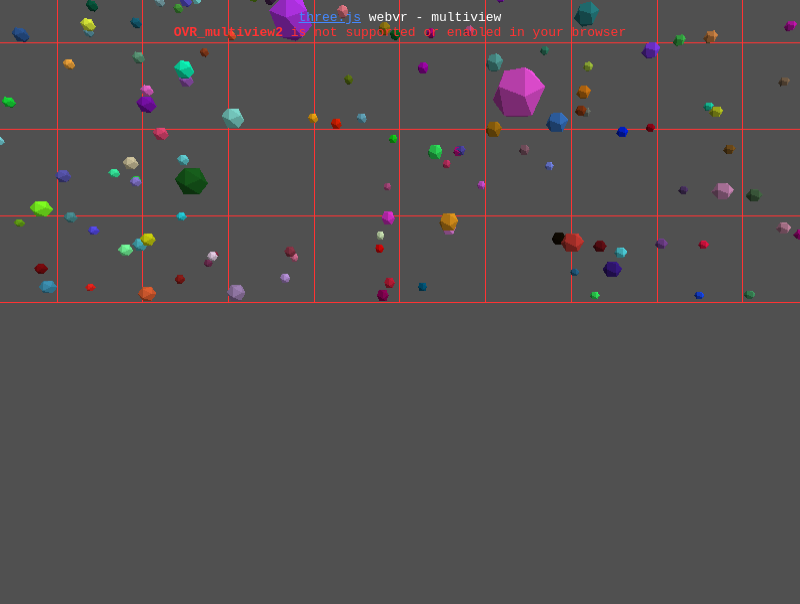 three.js webvr - multiview
OVR_multiview2 is not supported or enabled in your browser